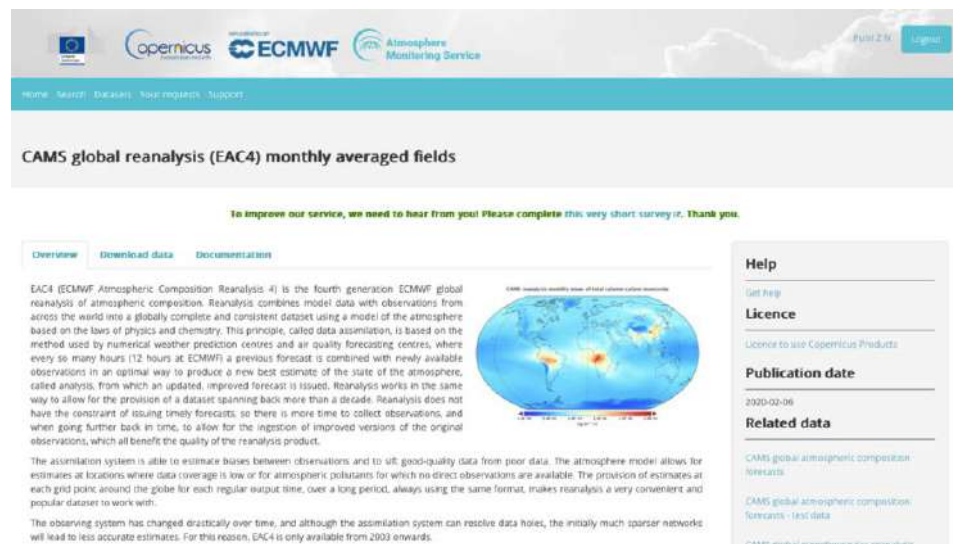 opernicus
ECMWF
Atmosphere
Monitoring Service
Logout
Home Search Datasets Your requests Support
CAMS global reanalysis (EAC4) monthly averaged fields
To improve our service, we need to hear from you! Please complete this very short survey. Thank you.
Overview Download data Documentation
EAC4 (ECMWF Atmospheric Composition Reanalysis 4) is the fourth generation ECMWF global
reanalysis of atmospheric composition. Reanalysis combines model data with observations from
across the world into a globally complete and consistent dataset using a model of the atmosphere
based on the laws of physics and chemistry. This principle, called data assimilation, is based on the
method used by numerical weather prediction centres and air quality forecasting centres, where
every so many hours (12 hours at ECMWF) a previous forecast is combined with newly available
observations in an optimal way to produce a new best estimate of the state of the atmosphere,
called analysis, from which an updated, improved forecast is issued. Reanalysis works in the same
way to allow for the provision of a dataset spanning back more than a decade. Reanalysis does not
have the constraint of issuing timely forecasts, so there is more time to collect observations, and
when going further back in time, to allow for the ingestion of improved versions of the original
observations, which all benefit the quality of the reanalysis product.
CAMS reanalysis monthly mean of total column carbon monoxide
The assimilation system is able to estimate biases between observations and to sift good-quality data from poor data. The atmosphere model allows for
estimates at locations where data coverage is low or for atmospheric pollutants for which no direct observations are available. The provision of estimates at
each grid point around the globe for each regular output time, over a long period, always using the same format, makes reanalysis a very convenient and
popular dataset to work with.
The observing system has changed drastically over time, and although the assimilation system can resolve data holes, the initially much sparser networks
will lead to less accurate estimates. For this reason, EAC4 is only available from 2003 onwards.
Help
Get help
Licence
Licence to use Copernicus Products
Publication date
2020-02-06
Related data
CAMS global atmospheric composition
forecasts
CAMS global atmospheric composition
forecasts - test data